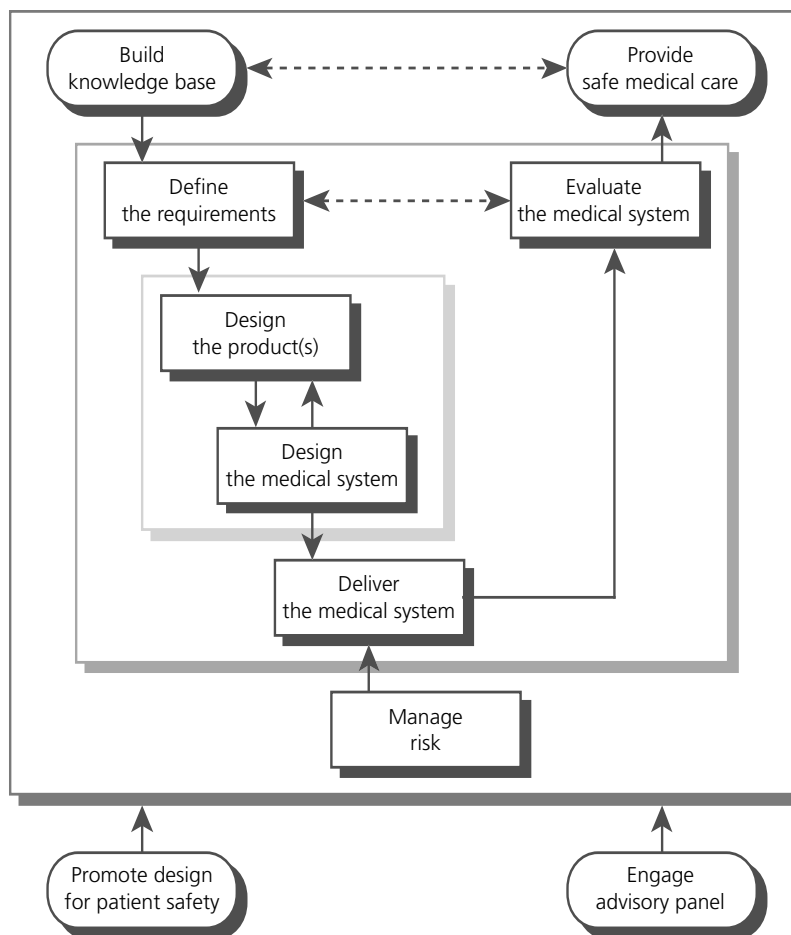 Build
knowledge base
Provide
safe medical care
Define
the requirements
Evaluate
the medical system
Design
the product(s)
Design
the medical system
Deliver
the medical system
Manage
risk
Promote design
for patient safety
Engage
advisory panel